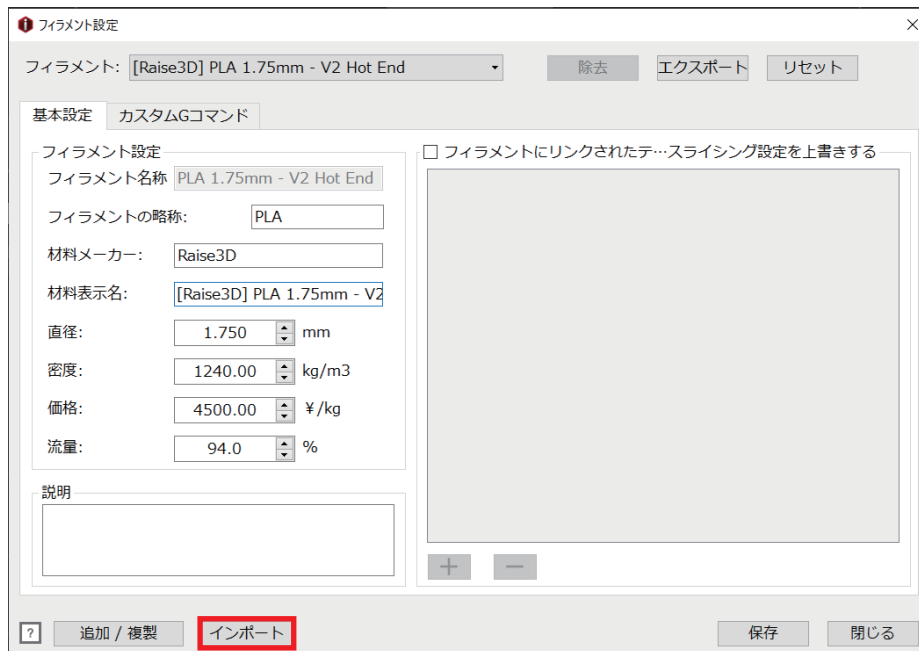 フィラメント設定
フィラメント: [Raise3D] PLA 1.75mm - V2 Hot End 除去 エクスポート リセット
基本設定 カスタムGコマンド
フィラメント設定
フィラメント名称 PLA 1.75mm - V2 Hot End
フィラメントの略称: PLA
材料メーカー: Raise3D
材料表示名: [Raise3D] PLA 1.75mm - V2
直径: 1.750 mm
密度: 1240.00 kg/m3
価格: 4500.00 ¥/kg
流量: 94.0 %
説明
フィラメントにリンクされたテ…スライシング設定を上書きする
+ −
? 追加 / 複製 インポート 保存 閉じる